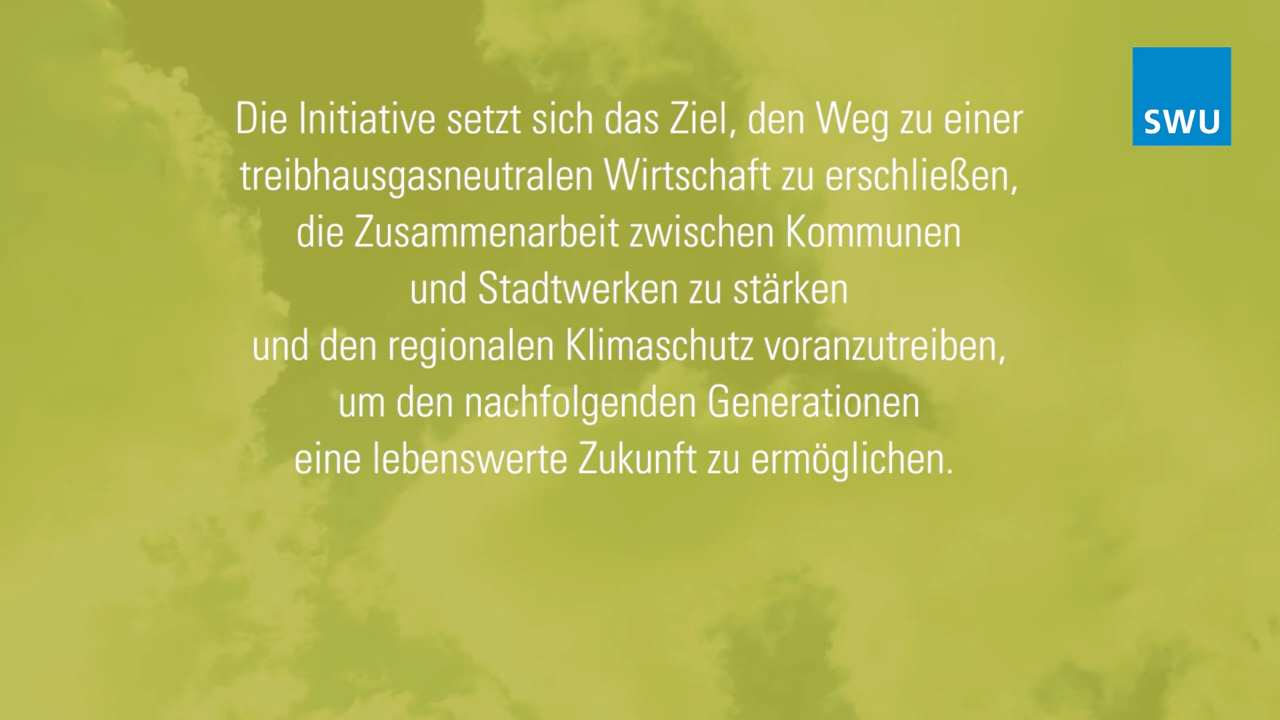 Die Initiative setzt sich das Ziel, den Weg zu einer
treibhausgasneutralen Wirtschaft zu erschließen,
die Zusammenarbeit zwischen Kommunen
und Stadtwerken zu stärken
und den regionalen Klimaschutz voranzutreiben,
um den nachfolgenden Generationen
eine lebenswerte Zukunft zu ermöglichen.
SWU